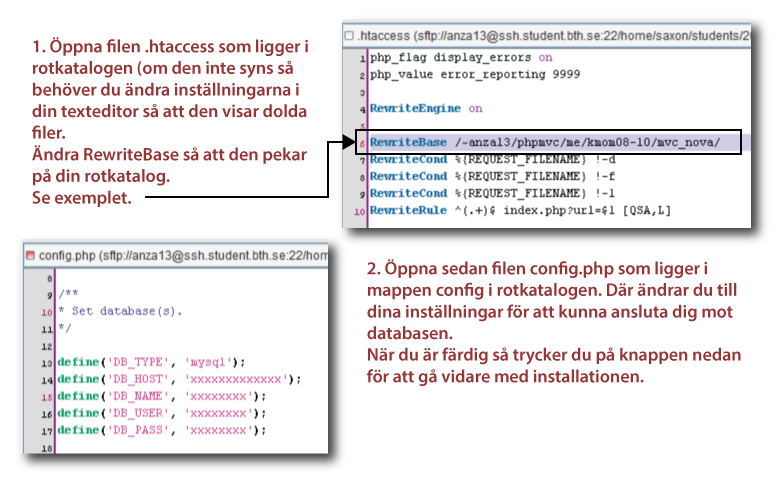 1. Öppna filen .htaccess som ligger i
rotkatalogen (om den inte syns så
behöver du ändra inställningarna i
din texteditor så att den visar dolda
filer.
Ändra RewriteBase så att den pekar
på din rotkatalog.
Se exemplet.
.htaccess (sftp://anza13@ssh.student.bth.se:22/home/saxon/students/2
1 php_flag display_errors on
2 php_value error_reporting 9999
3
4 RewriteEngine on
6 RewriteBase /~anza13/phpmvc/me/kmom08-10/mvc_nova/
7 RewriteCond %{REQUEST_FILENAME} !-d
8 RewriteCond %{REQUEST_FILENAME} !-f
9 RewriteCond %{REQUEST_FILENAME} !-l
10 RewriteRule ^(.+)$ index.php?url=$1 [QSA,L]
config.php (sftp://anza13@ssh.student.bth.se:22/hom
8
9 /**
10 * Set database(s).
11 */
12
13 define('DB_TYPE', 'mysql');
14 define('DB_HOST', 'xxxxxxxxxxxxx');
15 define('DB_NAME', 'xxxxxxxx');
16 define('DB_USER', 'xxxxxxxx');
17 define('DB_PASS', 'xxxxxxxx');
18
2. Öppna sedan filen config.php som ligger i
mappen config i rotkatalogen. Där ändrar du till
dina inställningar för att kunna ansluta dig mot
databasen.
När du är färdig så trycker du på knappen nedan
för att gå vidare med installationen.